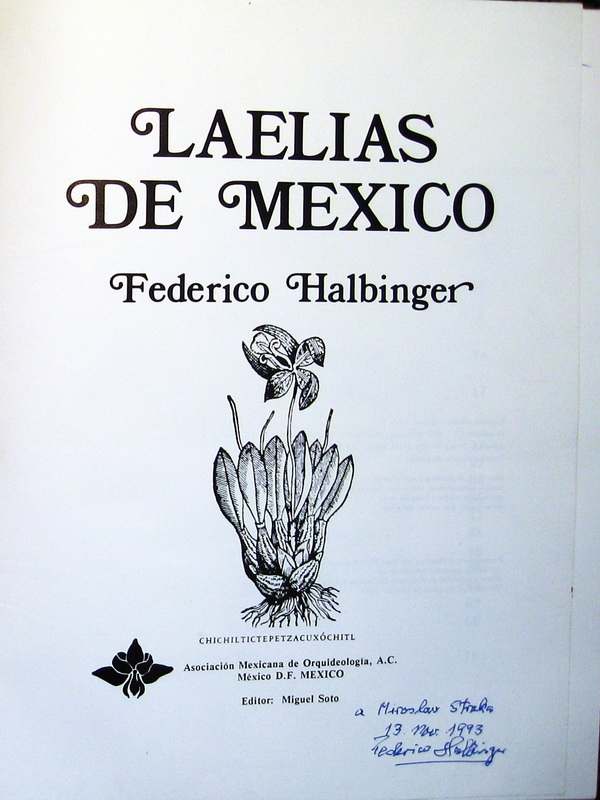 LAELIAS
DE MEXICO
Federico Halbinger
CHICHILTICTEPETZACUXÓCHITL
Asociación Mexicana de Orquideología, A.C.
México D.F. MEXICO
Editor: Miguel Soto
a Miroslav Straka
13 Nov. 1993
Federico Halbinger